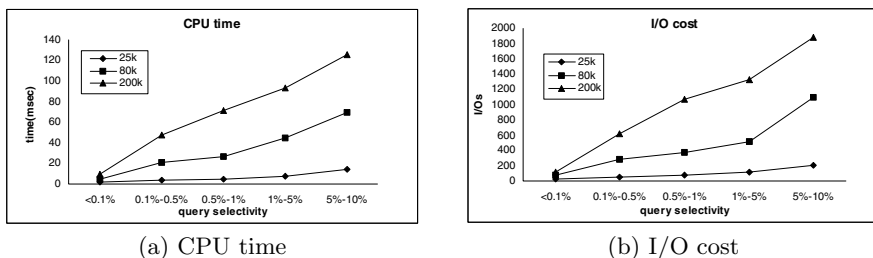 CPU time
140
120
100
80
60
40
20
0
time(msec)
25k
80k
200k
<0.1%
0.1%-0.5%
0.5%-1%
1%-5%
5%-10%
query selectivity
(a) CPU time
I/O cost
2000
1800
1600
1400
1200
1000
800
600
400
200
0
I/Os
25k
80k
200k
<0.1%
0.1%-0.5%
0.5%-1%
1%-5%
5%-10%
query selectivity
(b) I/O cost